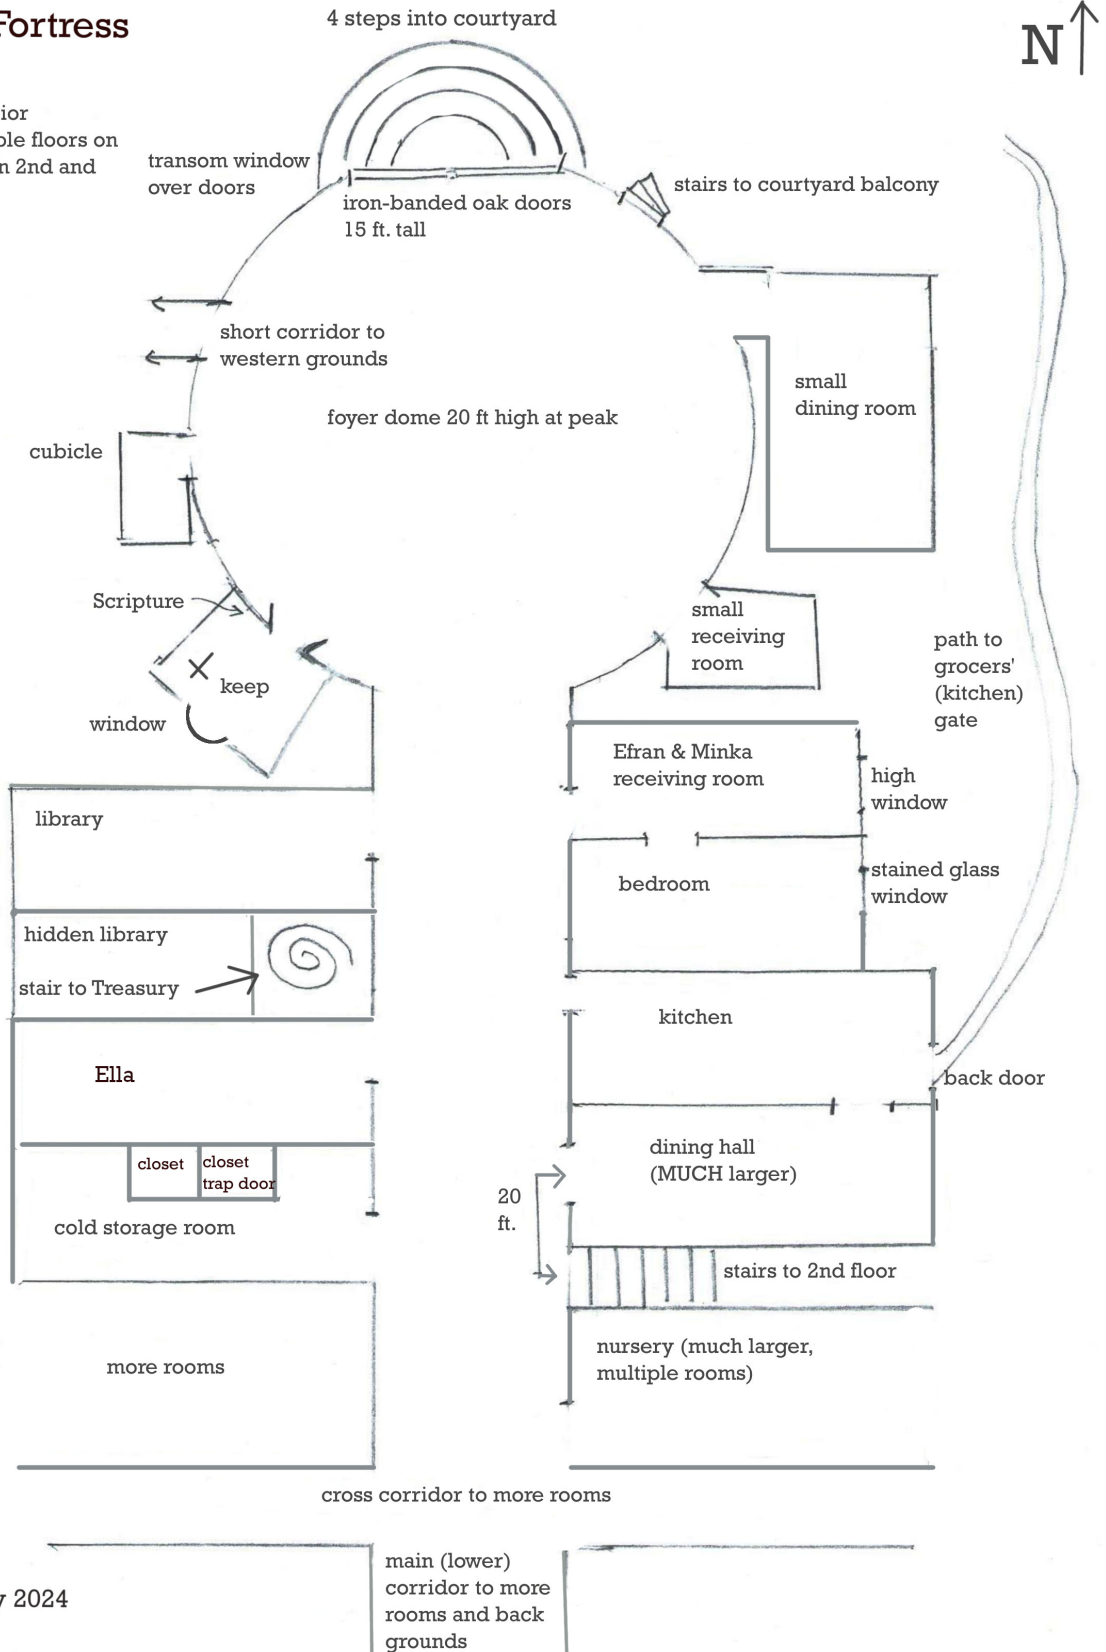 Fortress
4 steps into courtyard
N
ior
ble floors on
n 2nd and
transom window
over doors
stairs to courtyard balcony
iron-banded oak doors
15 ft. tall
short corridor to
western grounds
small
dining room
foyer dome 20 ft high at peak
cubicle
Scripture
small
receiving
room
path to
grocers'
(kitchen)
gate
keep
window
Efran & Minka
receiving room
high
window
library
bedroom
stained glass
window
hidden library
stair to Treasury
kitchen
Ella
back door
closet
closet
trap door
dining hall
(MUCH larger)
20
ft.
cold storage room
stairs to 2nd floor
more rooms
nursery (much larger,
multiple rooms)
cross corridor to more rooms
main (lower)
corridor to more
rooms and back
grounds
y 2024